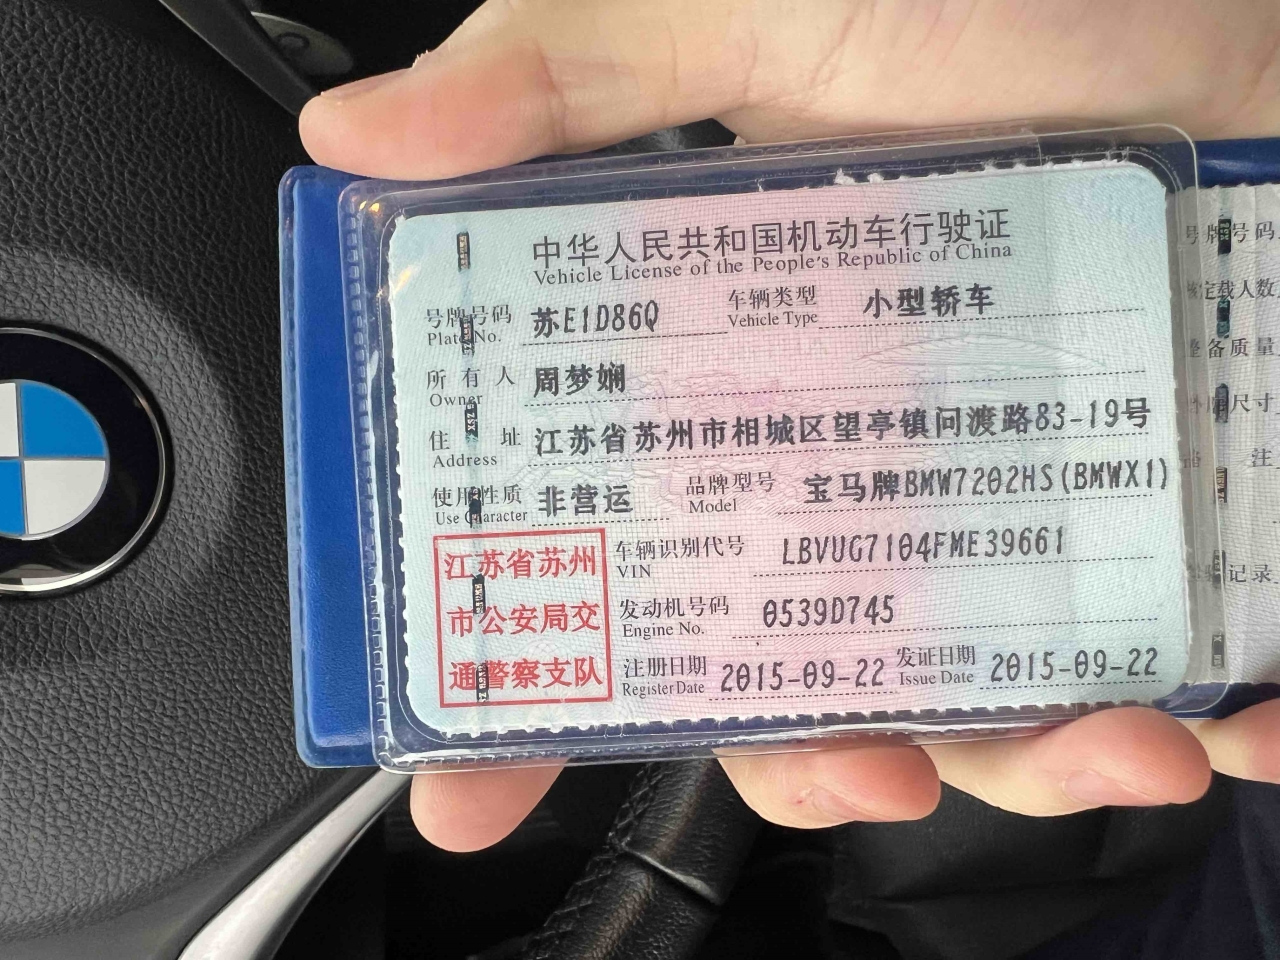 中华人民共和国机动车行驶证
Vehicle License of the People's Republic of China
号牌号码 苏E1D86Q 车辆类型 小型轿车
Plate No. Vehicle Type
所有人 周梦娴
Owner
住址 江苏省苏州市相城区望亭镇问渡路83-19号
Address
使用性质 非营运 品牌型号 宝马牌BMW7202HS(BMWX1)
Use Character Model
江苏省苏州
市公安局交
通警察支队
车辆识别代号 LBVUG7104FME39661
VIN
发动机号码 0539D745
Engine No.
注册日期 2015-09-22 发证日期 2015-09-22
Register Date Issue Date
号牌号码
核定载人数
整备质量
尺寸
注
记录